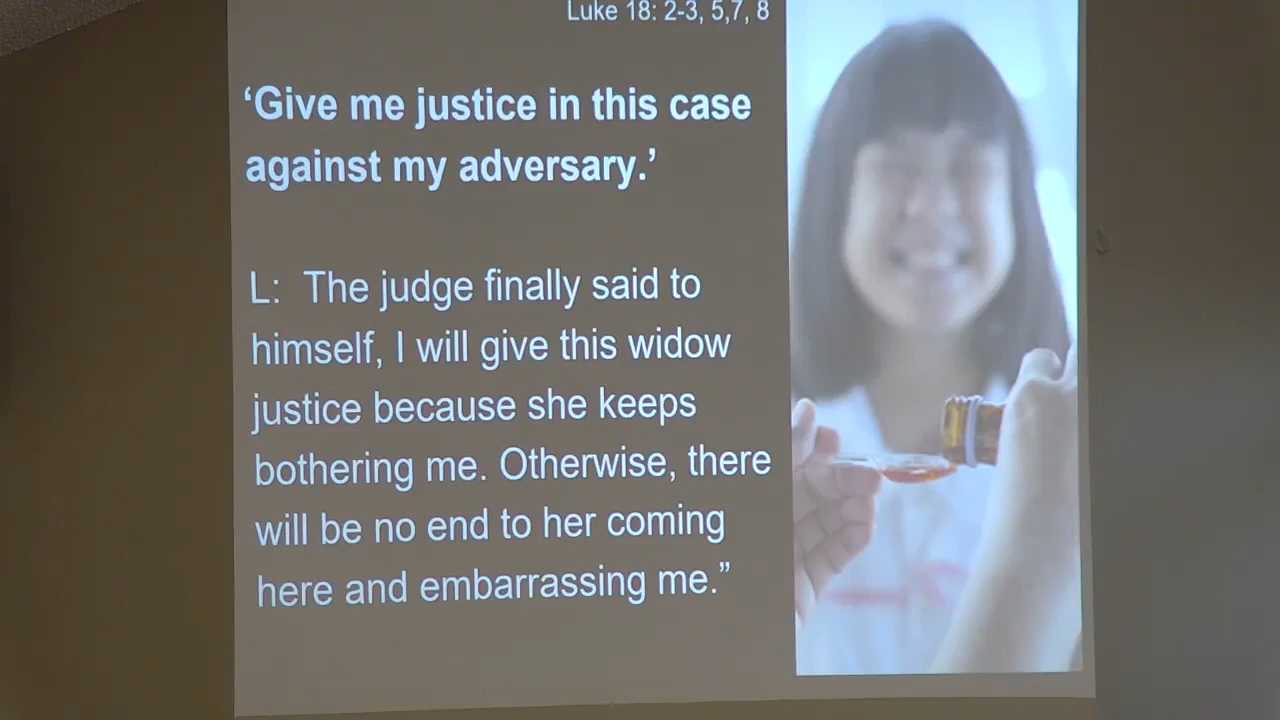 Luke 18: 2-3, 5,7, 8
‘Give me justice in this case
against my adversary.’
L: The judge finally said to
himself, I will give this widow
justice because she keeps
bothering me. Otherwise, there
will be no end to her coming
here and embarrassing me.”